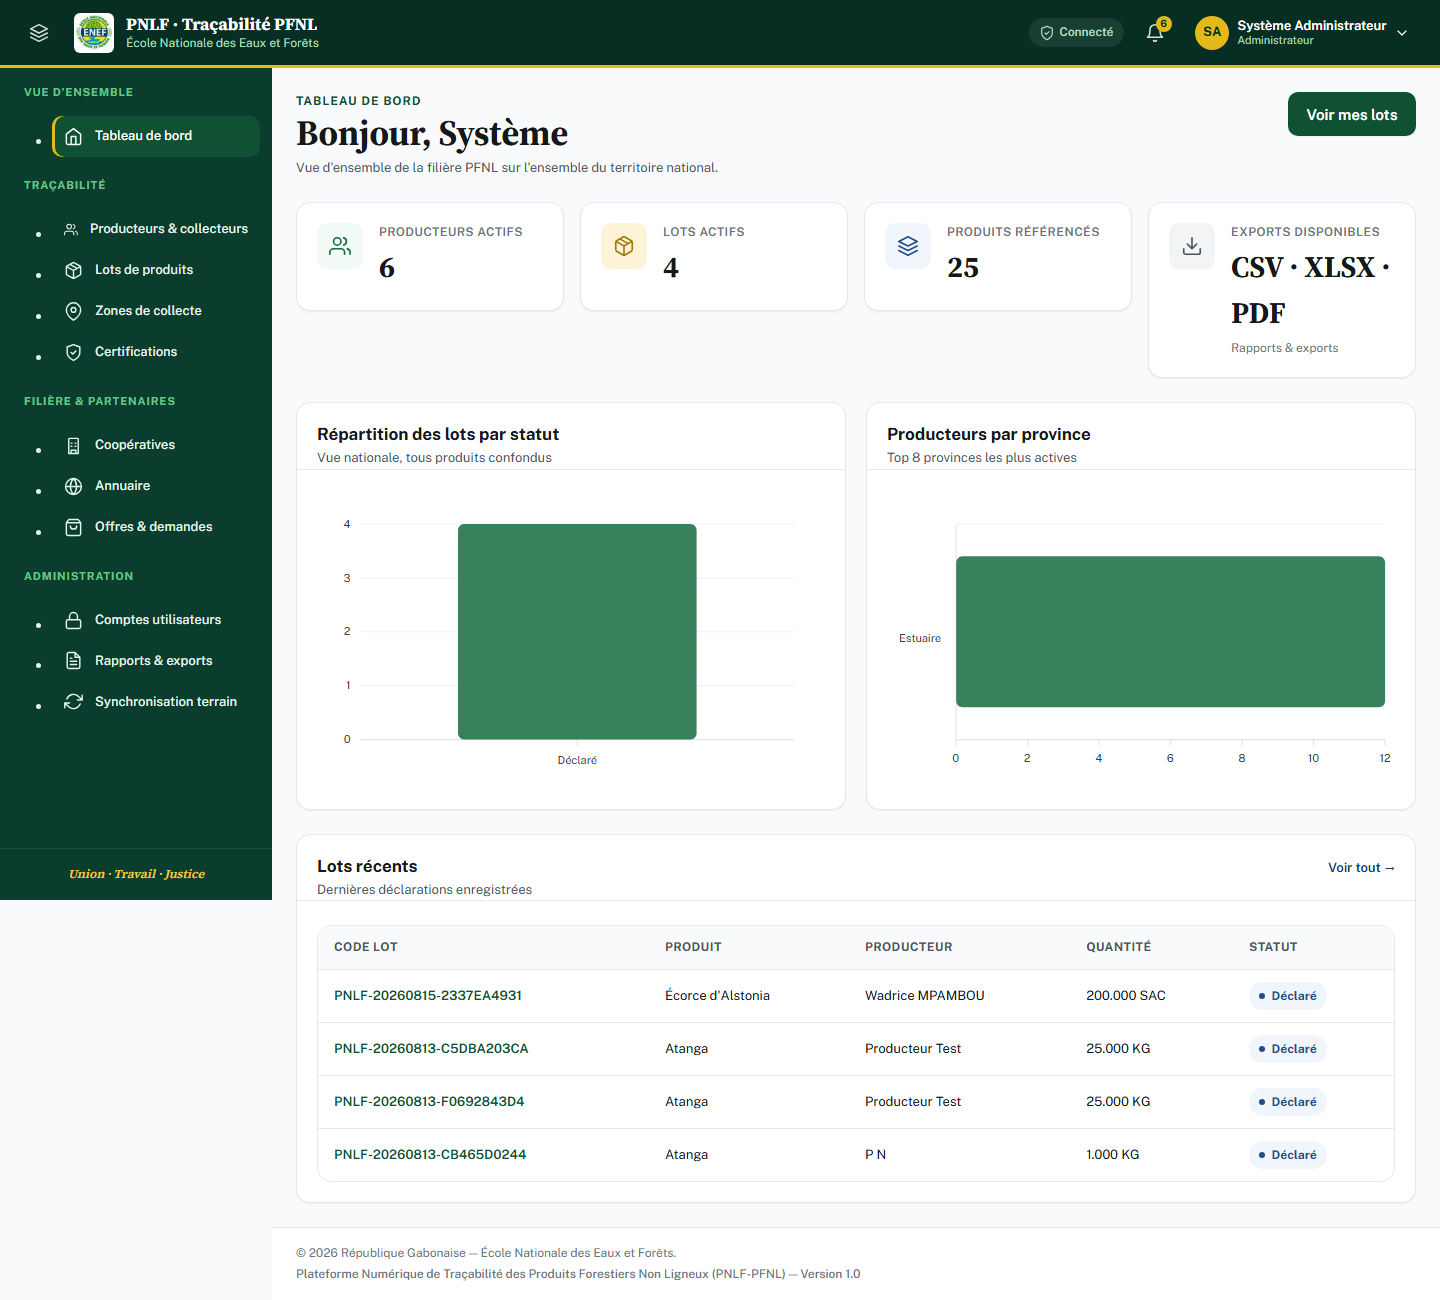 PNLF · Traçabilité PFNL
École Nationale des Eaux et Forêts
ENEF
Connecté
6
SA
Système Administrateur
Administrateur
VUE D'ENSEMBLE
Tableau de bord
TRAÇABILITÉ
Producteurs & collecteurs
Lots de produits
Zones de collecte
Certifications
FILIÈRE & PARTENAIRES
Coopératives
Annuaire
Offres & demandes
ADMINISTRATION
Comptes utilisateurs
Rapports & exports
Synchronisation terrain
Union · Travail · Justice
TABLEAU DE BORD
Bonjour, Système
Vue d'ensemble de la filière PFNL sur l'ensemble du territoire national.
Voir mes lots
PRODUCTEURS ACTIFS
6
LOTS ACTIFS
4
PRODUITS RÉFÉRENCÉS
25
EXPORTS DISPONIBLES
CSV · XLSX ·
PDF
Rapports & exports
Répartition des lots par statut
Vue nationale, tous produits confondus
4
3
2
1
0
Déclaré
Producteurs par province
Top 8 provinces les plus actives
Estuaire
0 2 4 6 8 10 12
Lots récents
Dernières déclarations enregistrées
Voir tout →
CODE LOT PRODUIT PRODUCTEUR QUANTITÉ STATUT
PNLF-20260815-2337EA4931 Écorce d'Alstonia Wadrice MPAMBOU 200.000 SAC Déclaré
PNLF-20260813-C5DBA203CA Atanga Producteur Test 25.000 KG Déclaré
PNLF-20260813-F0692843D4 Atanga Producteur Test 25.000 KG Déclaré
PNLF-20260813-CB465D0244 Atanga P N 1.000 KG Déclaré
© 2026 République Gabonaise — École Nationale des Eaux et Forêts.
Plateforme Numérique de Traçabilité des Produits Forestiers Non Ligneux (PNLF-PFNL) — Version 1.0